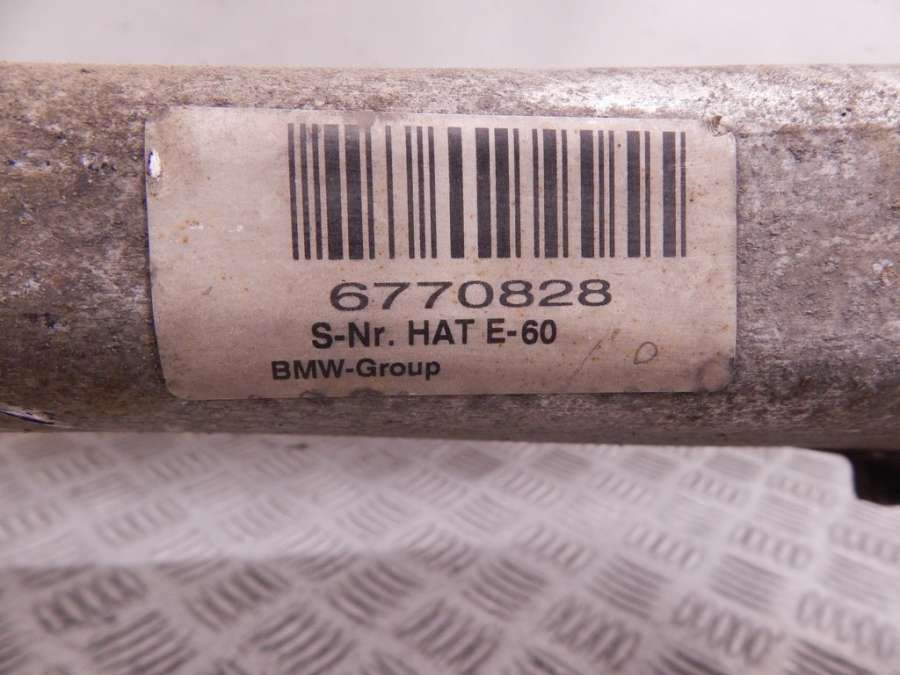 6770828
S-Nr. HAT E-60
BMW-Group